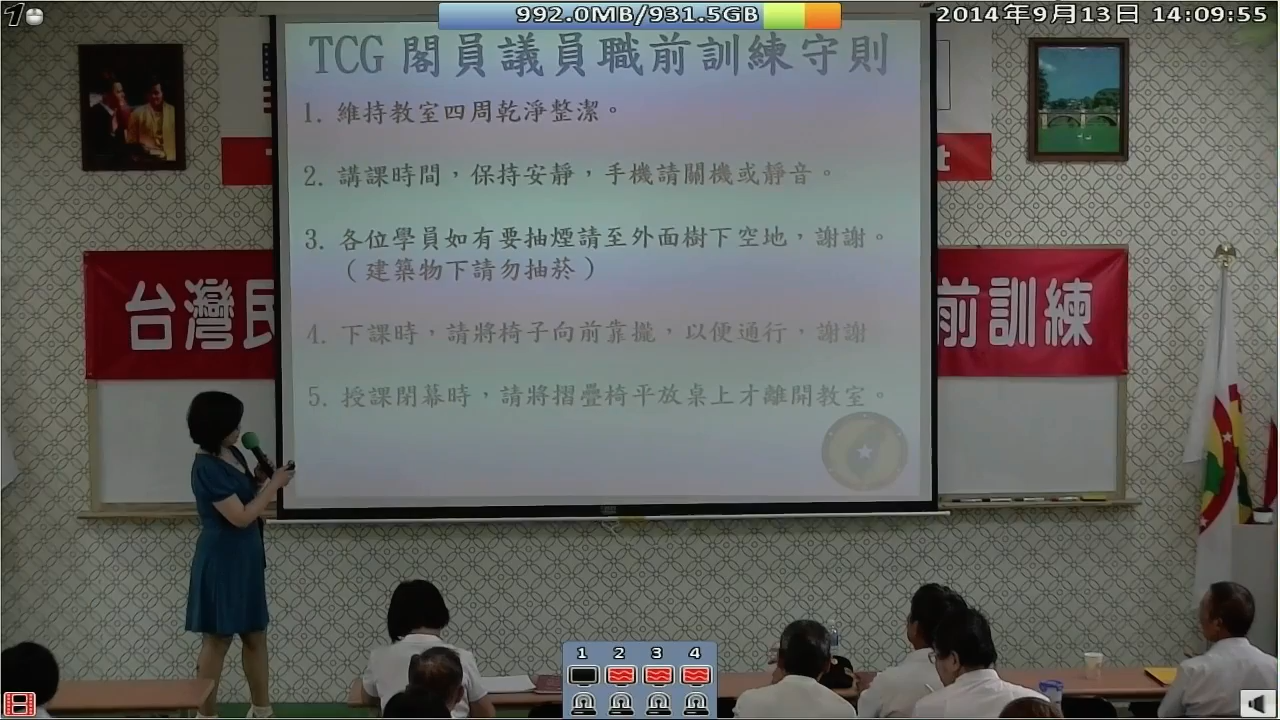 1
992.0MB/931.5GB
2014年9月13日 14:09:55
TCG 閣員議員職前訓練守則
1. 維持教室四周乾淨整潔。
2. 講課時間，保持安靜，手機請關機或靜音。
3. 各位學員如有要抽煙請至外面樹下空地，謝謝。
（建築物下請勿抽菸）
4. 下課時，請將椅子向前靠攏，以便通行，謝謝
5. 授課閉幕時，請將摺疊椅平放桌上才離開教室。
t
台灣民
前訓練
1 2 3 4